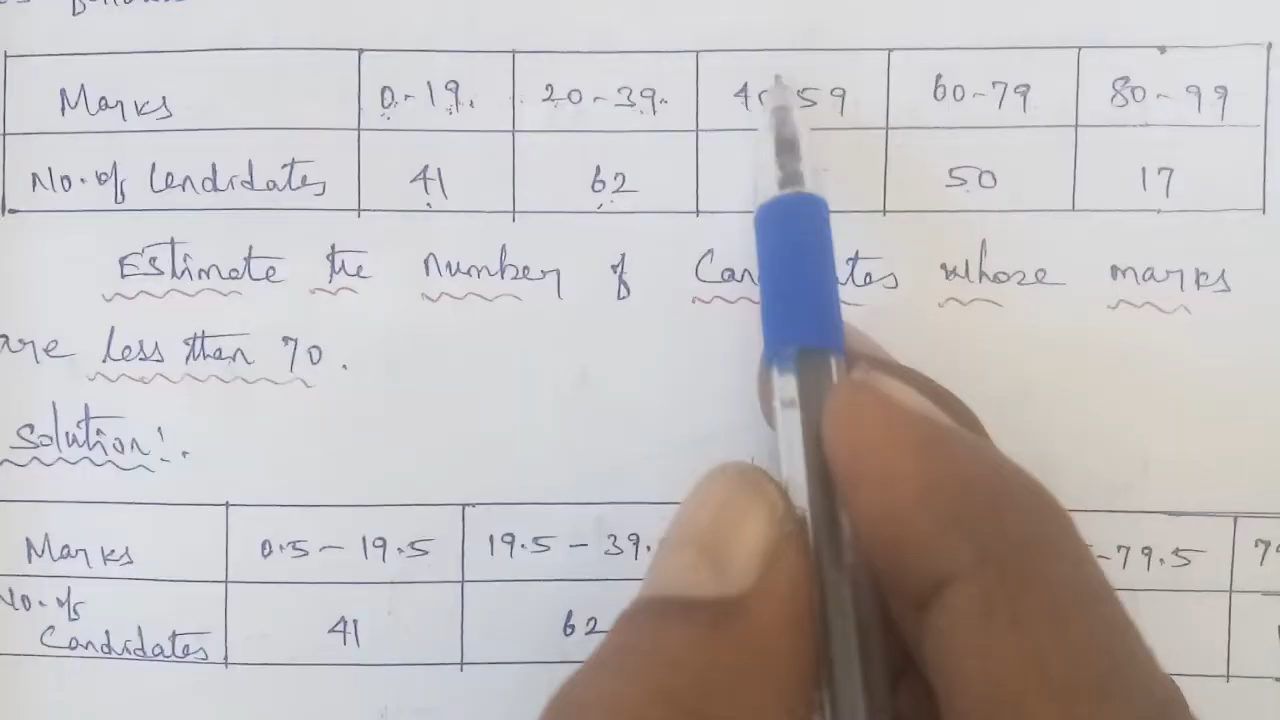 Marks 0-19. 20-39. 59 60-79 80-99
No. of Candidates 41 62 50 17
Estimate the number of whose marks
are less than 70.
Solution:.
Marks 0.5-19.5 19.5-39. -79.5
No. of
Candidates 41 62